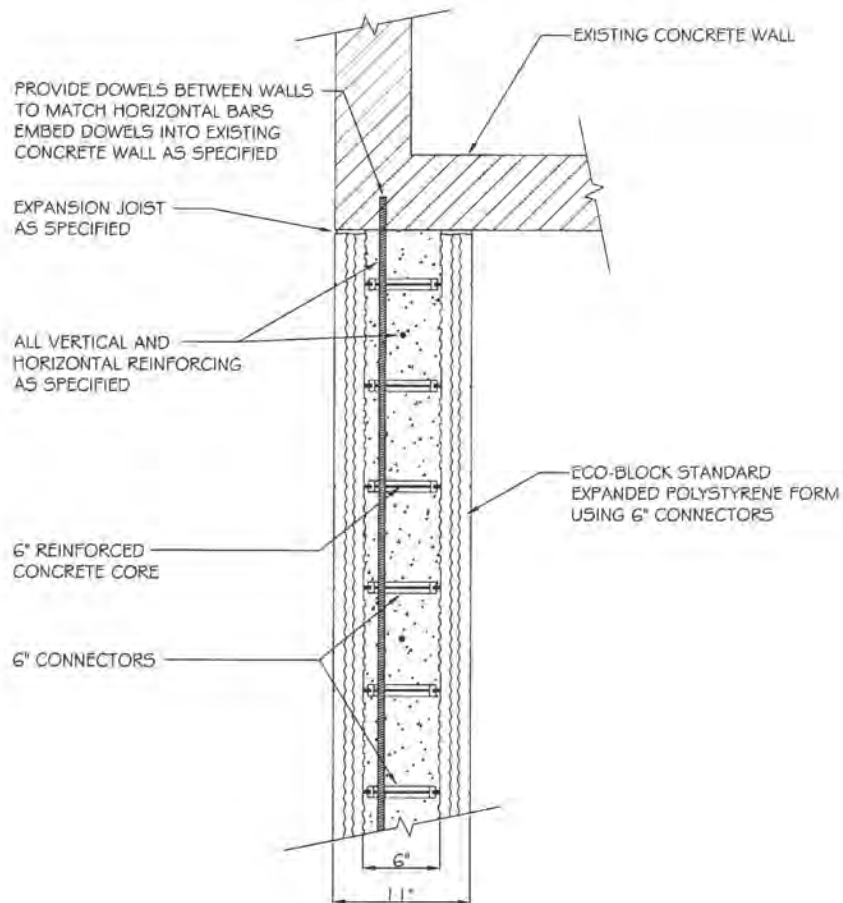 EXISTING CONCRETE WALL
PROVIDE DOWELS BETWEEN WALLS
TO MATCH HORIZONTAL BARS
EMBED DOWELS INTO EXISTING
CONCRETE WALL AS SPECIFIED
EXPANSION JOIST
AS SPECIFIED
ALL VERTICAL AND
HORIZONTAL REINFORCING
AS SPECIFIED
ECO-BLOCK STANDARD
EXPANDED POLYSTYRENE FORM
USING 6" CONNECTORS
6" REINFORCED
CONCRETE CORE
6" CONNECTORS
6"
11"